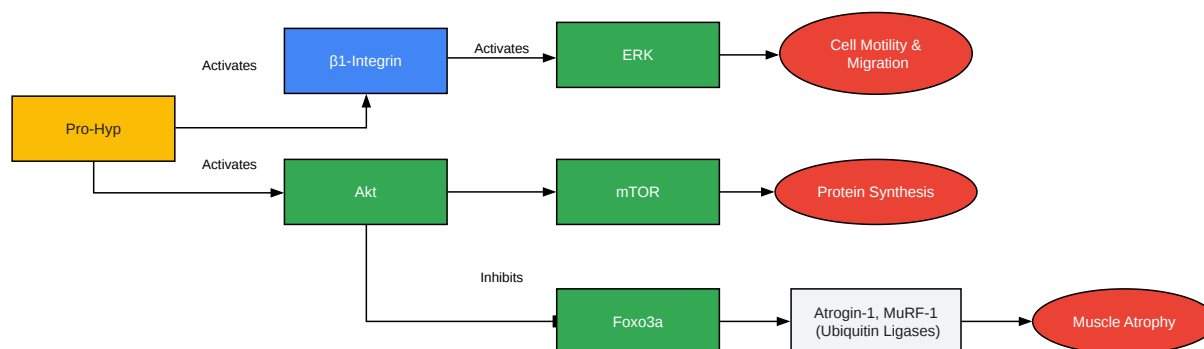 Activates
β1-Integrin
Activates
ERK
Cell Motility &
Migration
Pro-Hyp
Activates
Akt
mTOR
Protein Synthesis
Inhibits
Foxo3a
Atrogin-1, MuRF-1
(Ubiquitin Ligases)
Muscle Atrophy